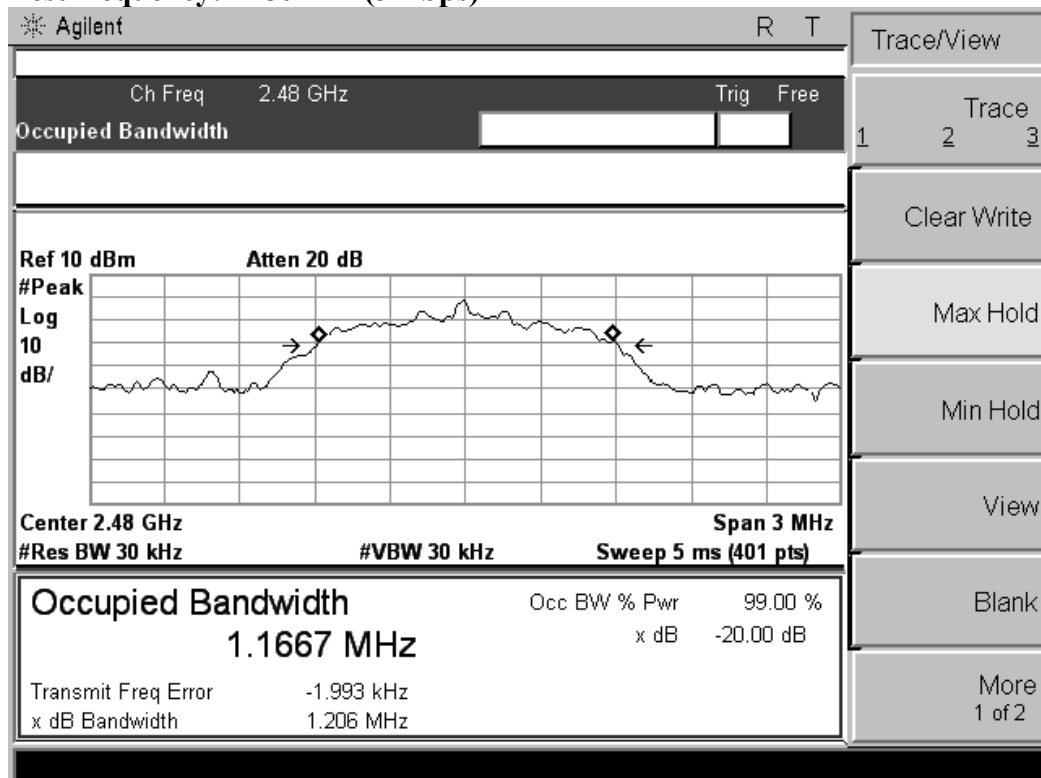 Agilent R T
Trace/View
Ch Freq 2.48 GHz Trig Free
Occupied Bandwidth
Trace
1 2 3
Clear Write
Max Hold
Min Hold
View
Blank
More
1 of 2
Ref 10 dBm Atten 20 dB
#Peak
Log
10
dB/
Center 2.48 GHz Span 3 MHz
#Res BW 30 kHz #VBW 30 kHz Sweep 5 ms (401 pts)
Occupied Bandwidth
1.1667 MHz
Occ BW % Pwr 99.00 %
x dB -20.00 dB
Transmit Freq Error -1.993 kHz
x dB Bandwidth 1.206 MHz